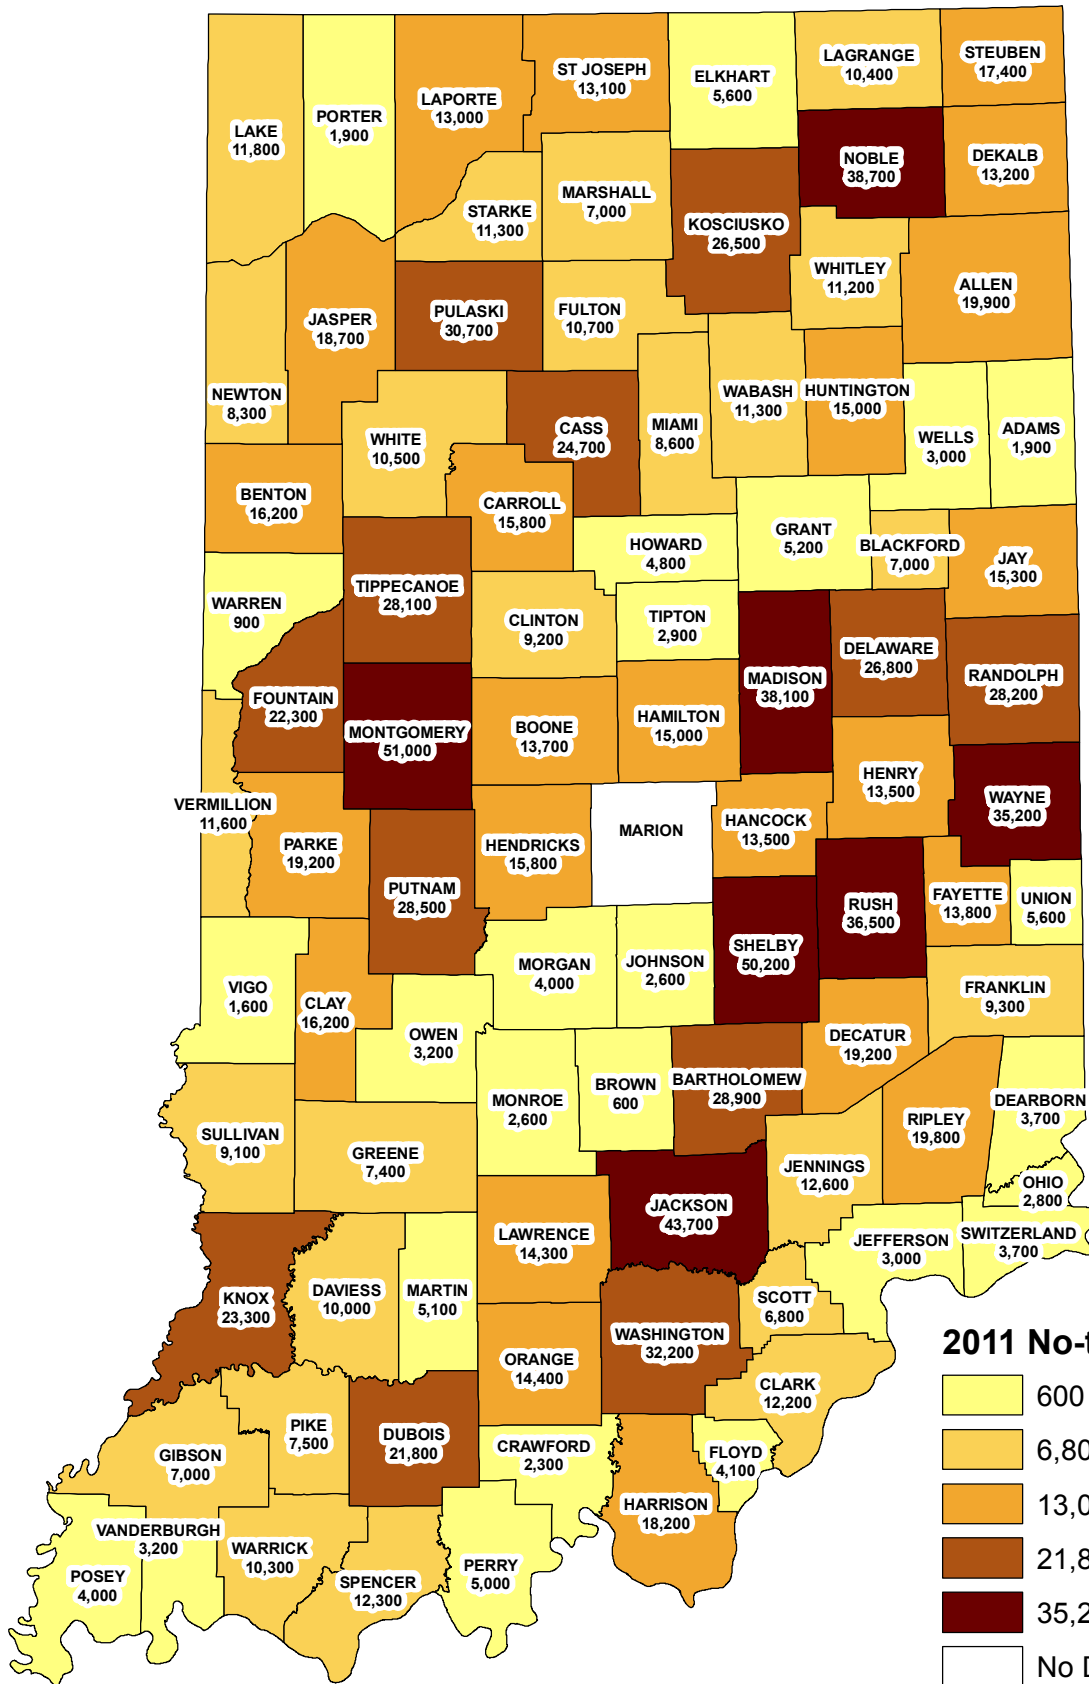 LAKE
11,800
PORTER
1,900
LAPORTE
13,000
ST JOSEPH
13,100
ELKHART
5,600
LAGRANGE
10,400
STEUBEN
17,400
NOBLE
38,700
DEKALB
13,200
STARKE
11,300
MARSHALL
7,000
KOSCIUSKO
26,500
WHITLEY
11,200
ALLEN
19,900
JASPER
18,700
PULASKI
30,700
FULTON
10,700
NEWTON
8,300
WHITE
10,500
CASS
24,700
MIAMI
8,600
WABASH
11,300
HUNTINGTON
15,000
WELLS
3,000
ADAMS
1,900
BENTON
16,200
CARROLL
15,800
HOWARD
4,800
GRANT
5,200
BLACKFORD
7,000
JAY
15,300
WARREN
900
TIPPECANOE
28,100
CLINTON
9,200
TIPTON
2,900
MADISON
38,100
DELAWARE
26,800
RANDOLPH
28,200
FOUNTAIN
22,300
MONTGOMERY
51,000
BOONE
13,700
HAMILTON
15,000
HENRY
13,500
WAYNE
35,200
VERMILLION
11,600
PARKE
19,200
PUTNAM
28,500
HENDRICKS
15,800
MARION
HANCOCK
13,500
RUSH
36,500
FAYETTE
13,800
UNION
5,600
VIGO
1,600
CLAY
16,200
OWEN
3,200
MORGAN
4,000
JOHNSON
2,600
SHELBY
50,200
DECATUR
19,200
FRANKLIN
9,300
SULLIVAN
9,100
GREENE
7,400
MONROE
2,600
BROWN
600
BARTHOLOMEW
28,900
JENNINGS
12,600
RIPLEY
19,800
DEARBORN
3,700
OHIO
2,800
KNOX
23,300
DAVIESS
10,000
MARTIN
5,100
LAWRENCE
14,300
JACKSON
43,700
JEFFERSON
3,000
SWITZERLAND
3,700
ORANGE
14,400
WASHINGTON
32,200
SCOTT
6,800
CLARK
12,200
GIBSON
7,000
PIKE
7,500
DUBOIS
21,800
CRAWFORD
2,300
FLOYD
4,100
HARRISON
18,200
POSEY
4,000
VANDERBURGH
3,200
WARRICK
10,300
SPENCER
12,300
PERRY
5,000
2011 No-t
600
6,80
13,0
21,8
35,2
No D